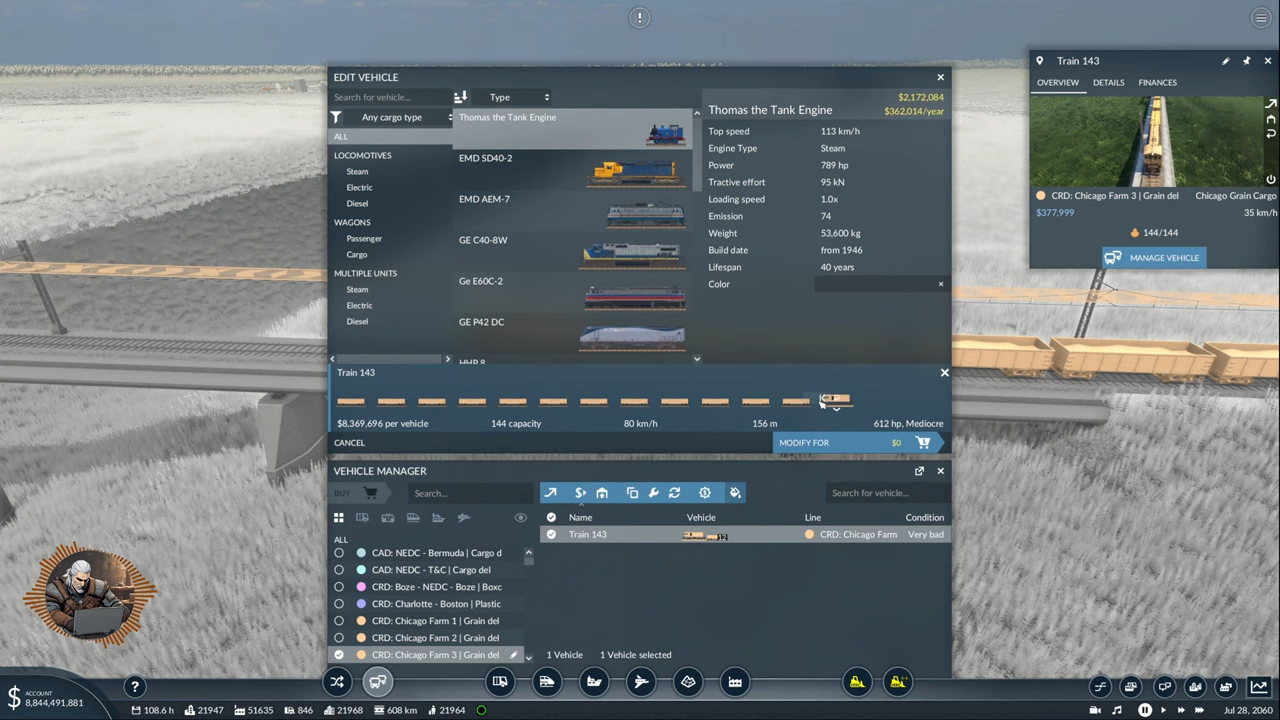 !
Train 143
OVERVIEW DETAILS FINANCES
CRD: Chicago Farm 3 | Grain del Chicago Grain Cargo
$377,999 35 km/h
144/144
MANAGE VEHICLE
EDIT VEHICLE
Search for vehicle... Type
Any cargo type
ALL
LOCOMOTIVES
Steam
Electric
Diesel
WAGONS
Passenger
Cargo
MULTIPLE UNITS
Steam
Electric
Diesel
Thomas the Tank Engine
EMD SD40-2
EMD AEM-7
GE C40-8W
Ge E60C-2
GE P42 DC
HHP 8
$2,172,084
Thomas the Tank Engine $362,014/year
Top speed 113 km/h
Engine Type Steam
Power 789 hp
Tractive effort 95 kN
Loading speed 1.0x
Emission 74
Weight 53,600 kg
Build date from 1946
Lifespan 40 years
Color
Train 143
$8,369,696 per vehicle 144 capacity 80 km/h 156 m 612 hp, Mediocre
CANCEL MODIFY FOR $0
VEHICLE MANAGER
BUY Search... Search for vehicle...
Name Vehicle Line Condition
Train 143 12 CRD: Chicago Farm Very bad
ALL
CAD: NEDC - Bermuda | Cargo d
CAD: NEDC - T&C | Cargo del
CRD: Boze - NEDC - Boze | Boxc
CRD: Charlotte - Boston | Plastic
CRD: Chicago Farm 1 | Grain del
CRD: Chicago Farm 2 | Grain del
CRD: Chicago Farm 3 | Grain del
1 Vehicle 1 Vehicle selected
$ ACCOUNT
8,844,491,881
?
108.6 h 21947 51635 846 21968 608 km 21964
Jul 28, 2060